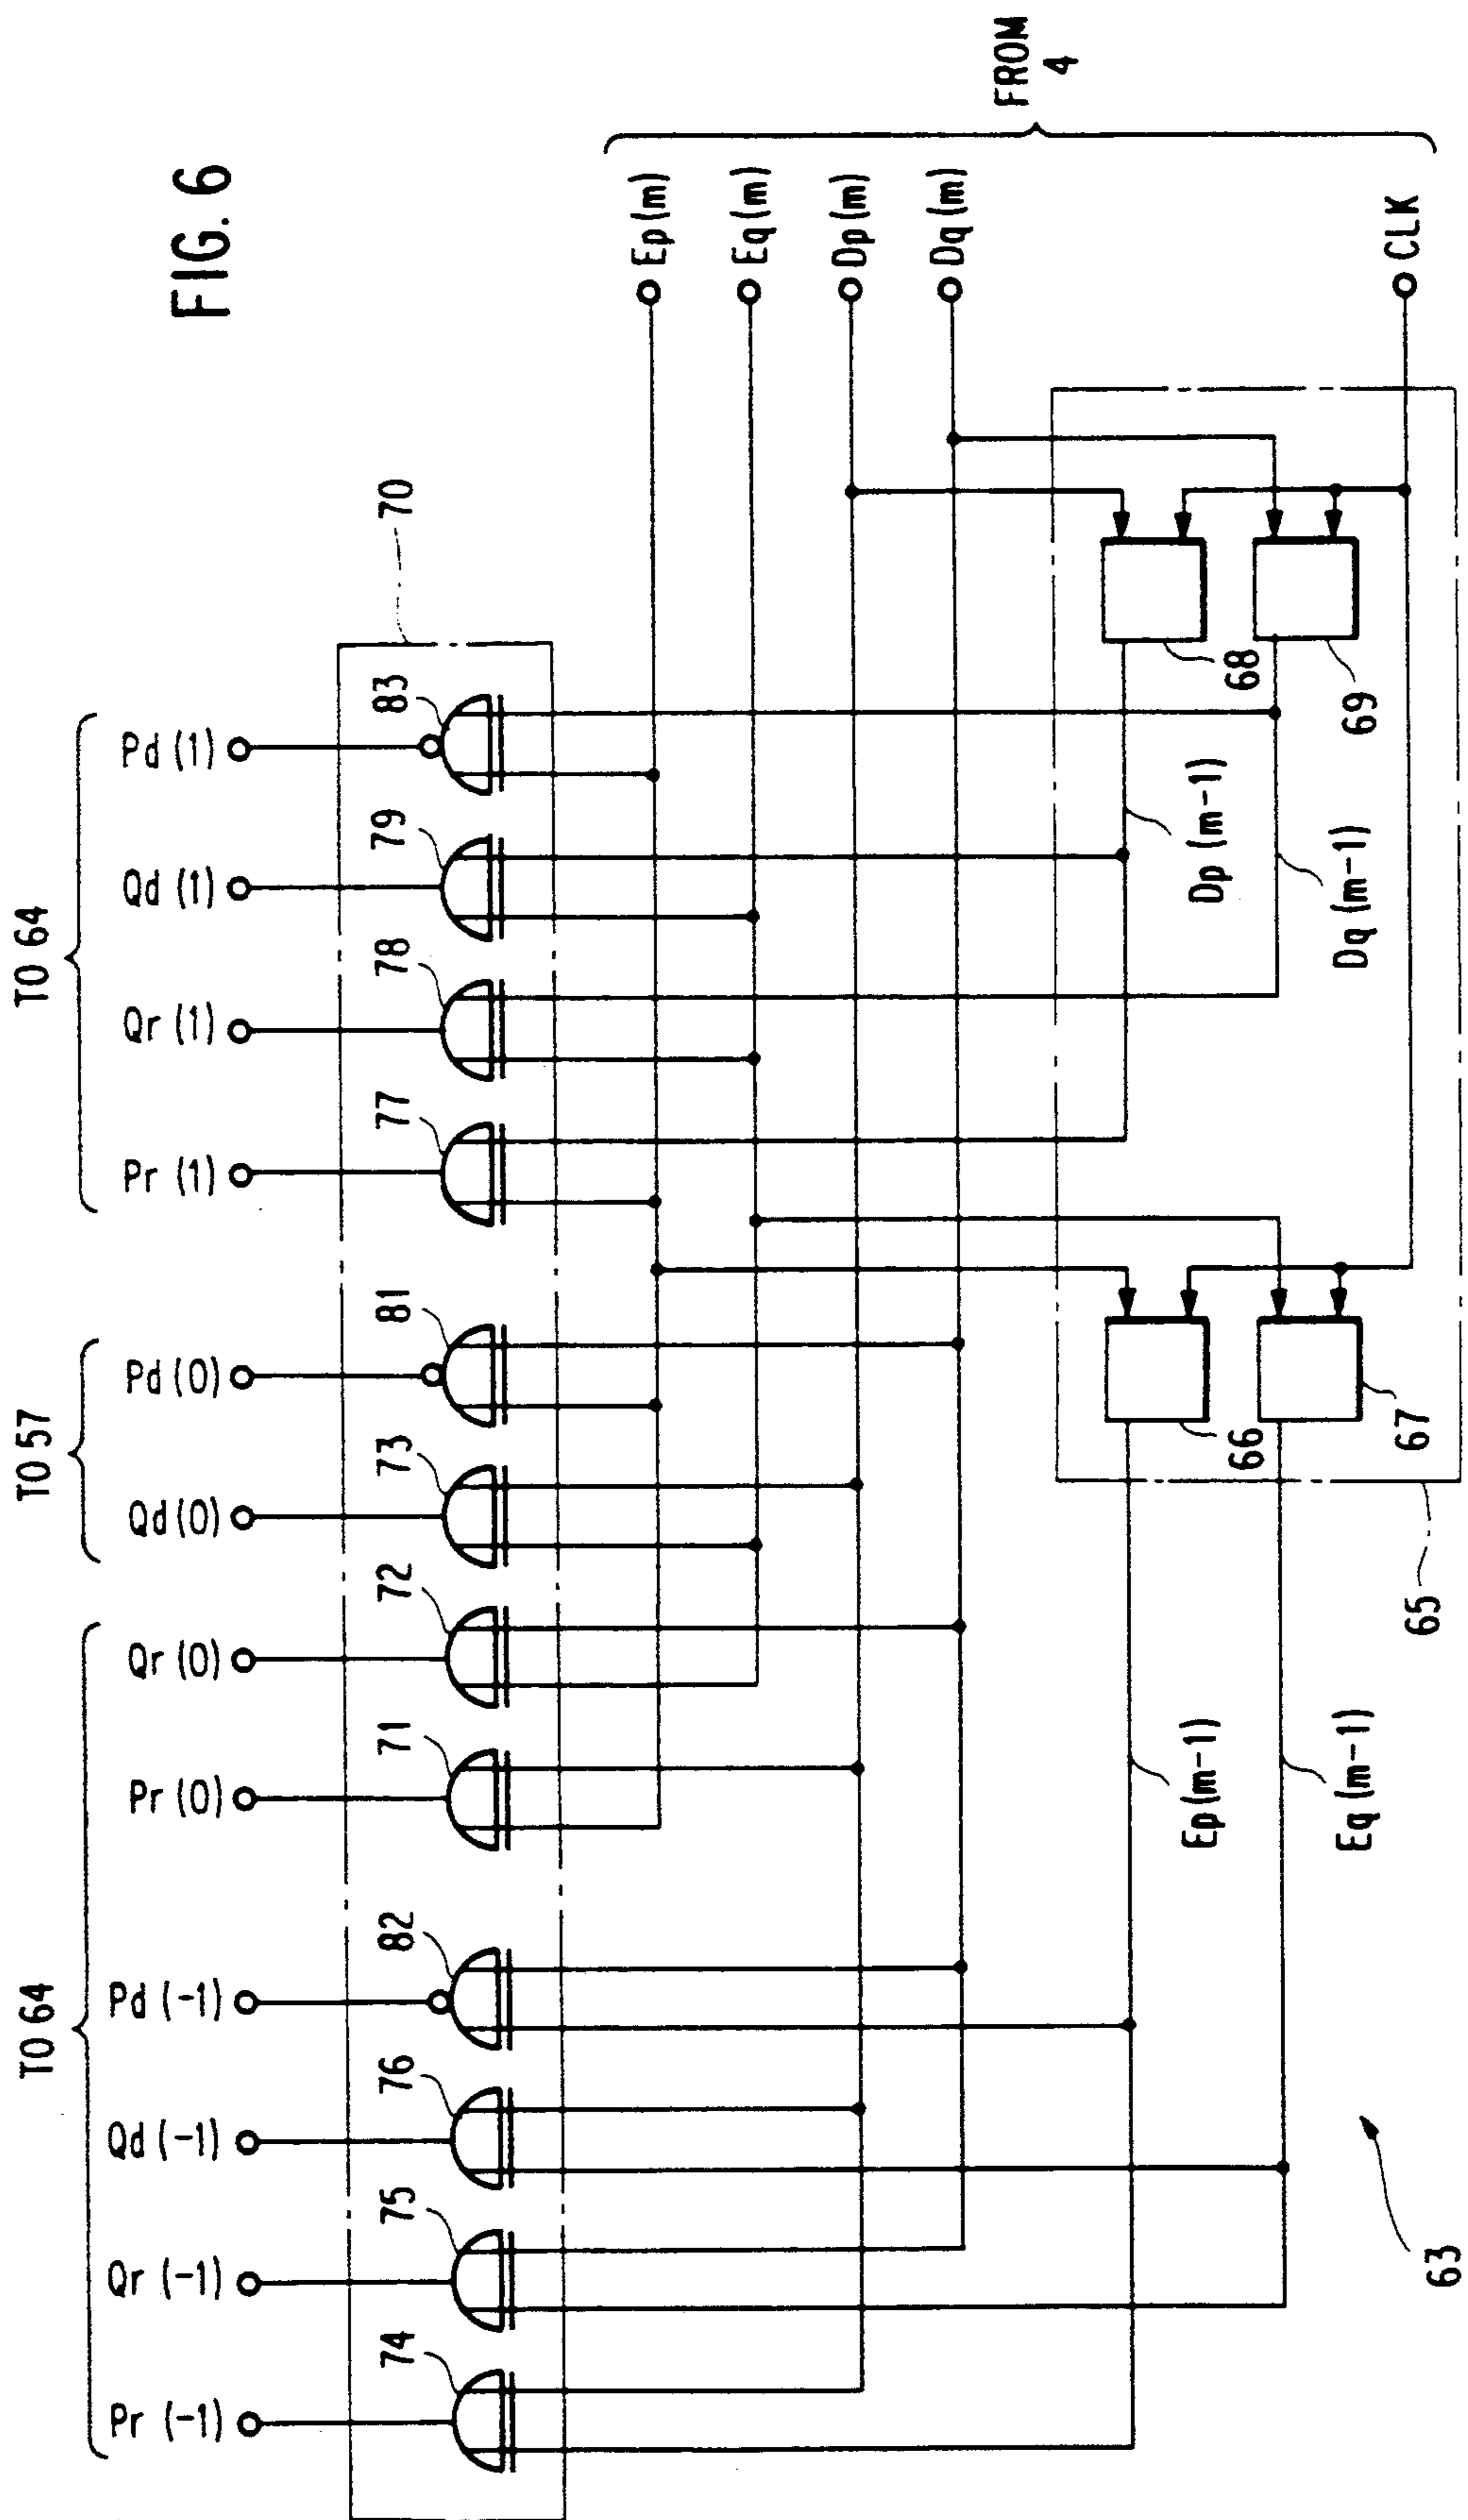 FIG. 6
TO 64
TO 57
TO 64
Pr (-1)
Qr (-1)
Qd (-1)
Pd (-1)
Pr (0)
Qr (0)
Qd (0)
Pd (0)
Pr (1)
Qr (1)
Qd (1)
Pd (1)
74
75
76
82
71
72
73
81
77
78
79
83
70
Ep (m)
Eq (m)
Dp (m)
Dq (m)
CLK
FROM
4
Ep (m-1)
Eq (m-1)
66
67
Dp (m-1)
Dq (m-1)
68
69
65
63